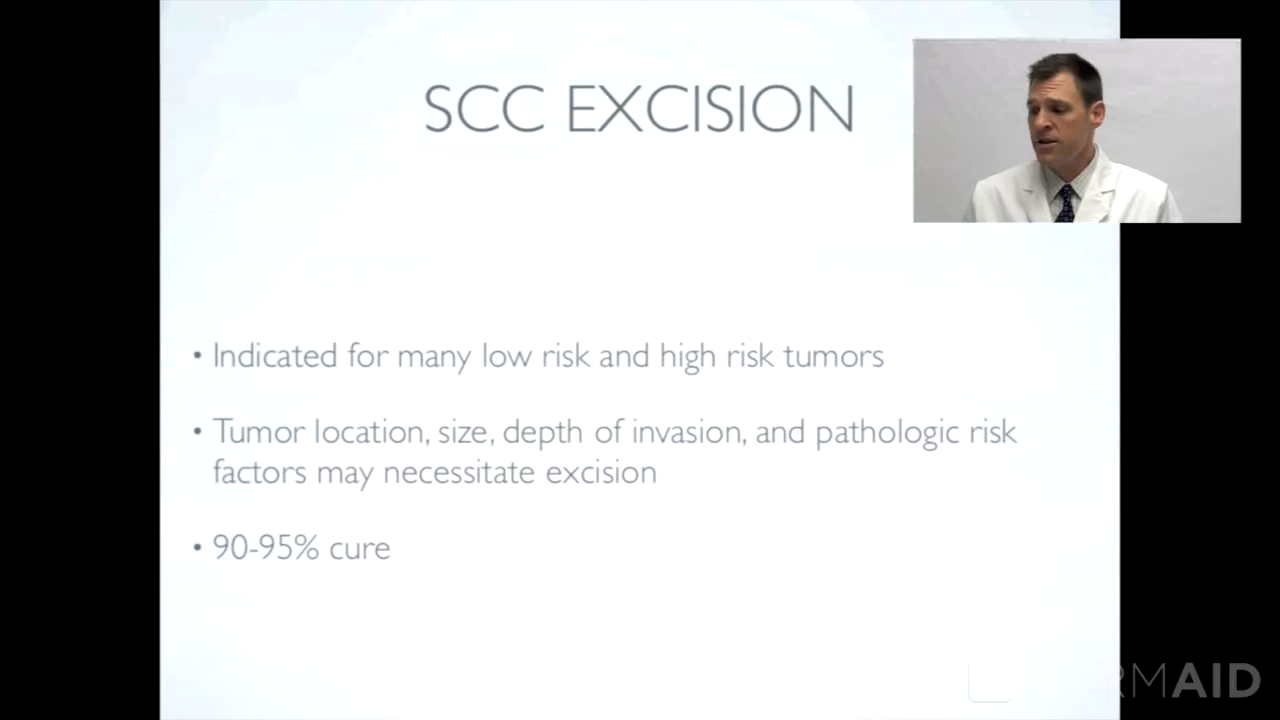 SCC EXCISION
• Indicated for many low risk and high risk tumors
• Tumor location, size, depth of invasion, and pathologic risk
factors may necessitate excision
• 90-95% cure
RMAID